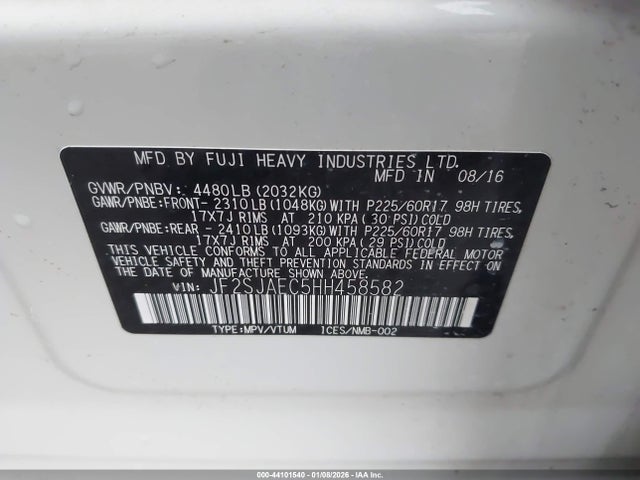 MFD BY FUJI HEAVY INDUSTRIES LTD.
MFD IN 08/16
GVWR/PNBV: 4480LB (2032KG)
GAWR/PNBE:FRONT- 2310LB (1048KG) WITH P225/60R17 98H TIRES,
17X7J RIMS AT 210 KPA (30 PSI) COLD
GAWR/PNBE:REAR - 2410LB (1093KG) WITH P225/60R17 98H TIRES,
17X7J RIMS AT 200 KPA (29 PSI) COLD
THIS VEHICLE CONFORMS TO ALL APPLICABLE FEDERAL MOTOR
VEHICLE SAFETY AND BUMPER STANDARDS IN EFFECT ON THE
DATE OF MANUFACTURE SHOWN ABOVE.
VIN: JF2SJAEC5HH458582
TYPE:MPV/VTUM 1CES/NMB-002
000-44101540 - 01/08/2026 - IAA Inc.